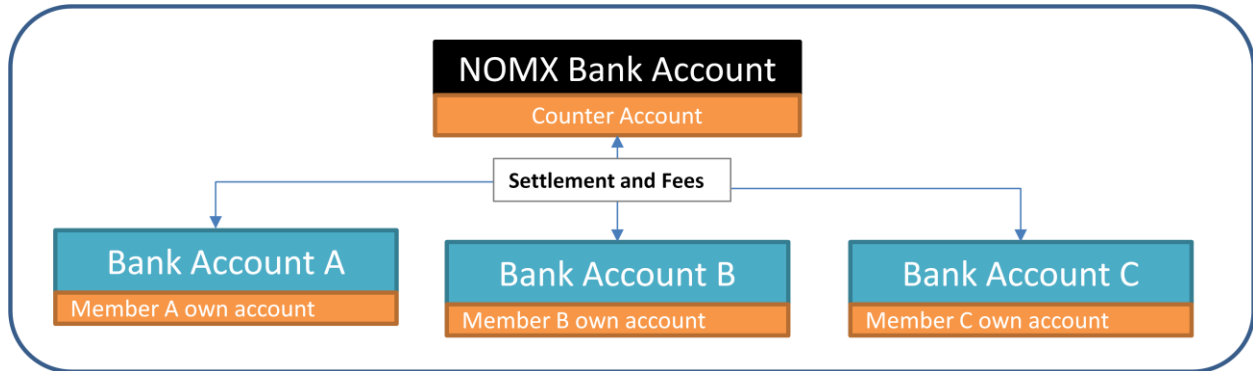 NOMX Bank Account
Counter Account
Settlement and Fees
Bank Account A
Member A own account
Bank Account B
Member B own account
Bank Account C
Member C own account